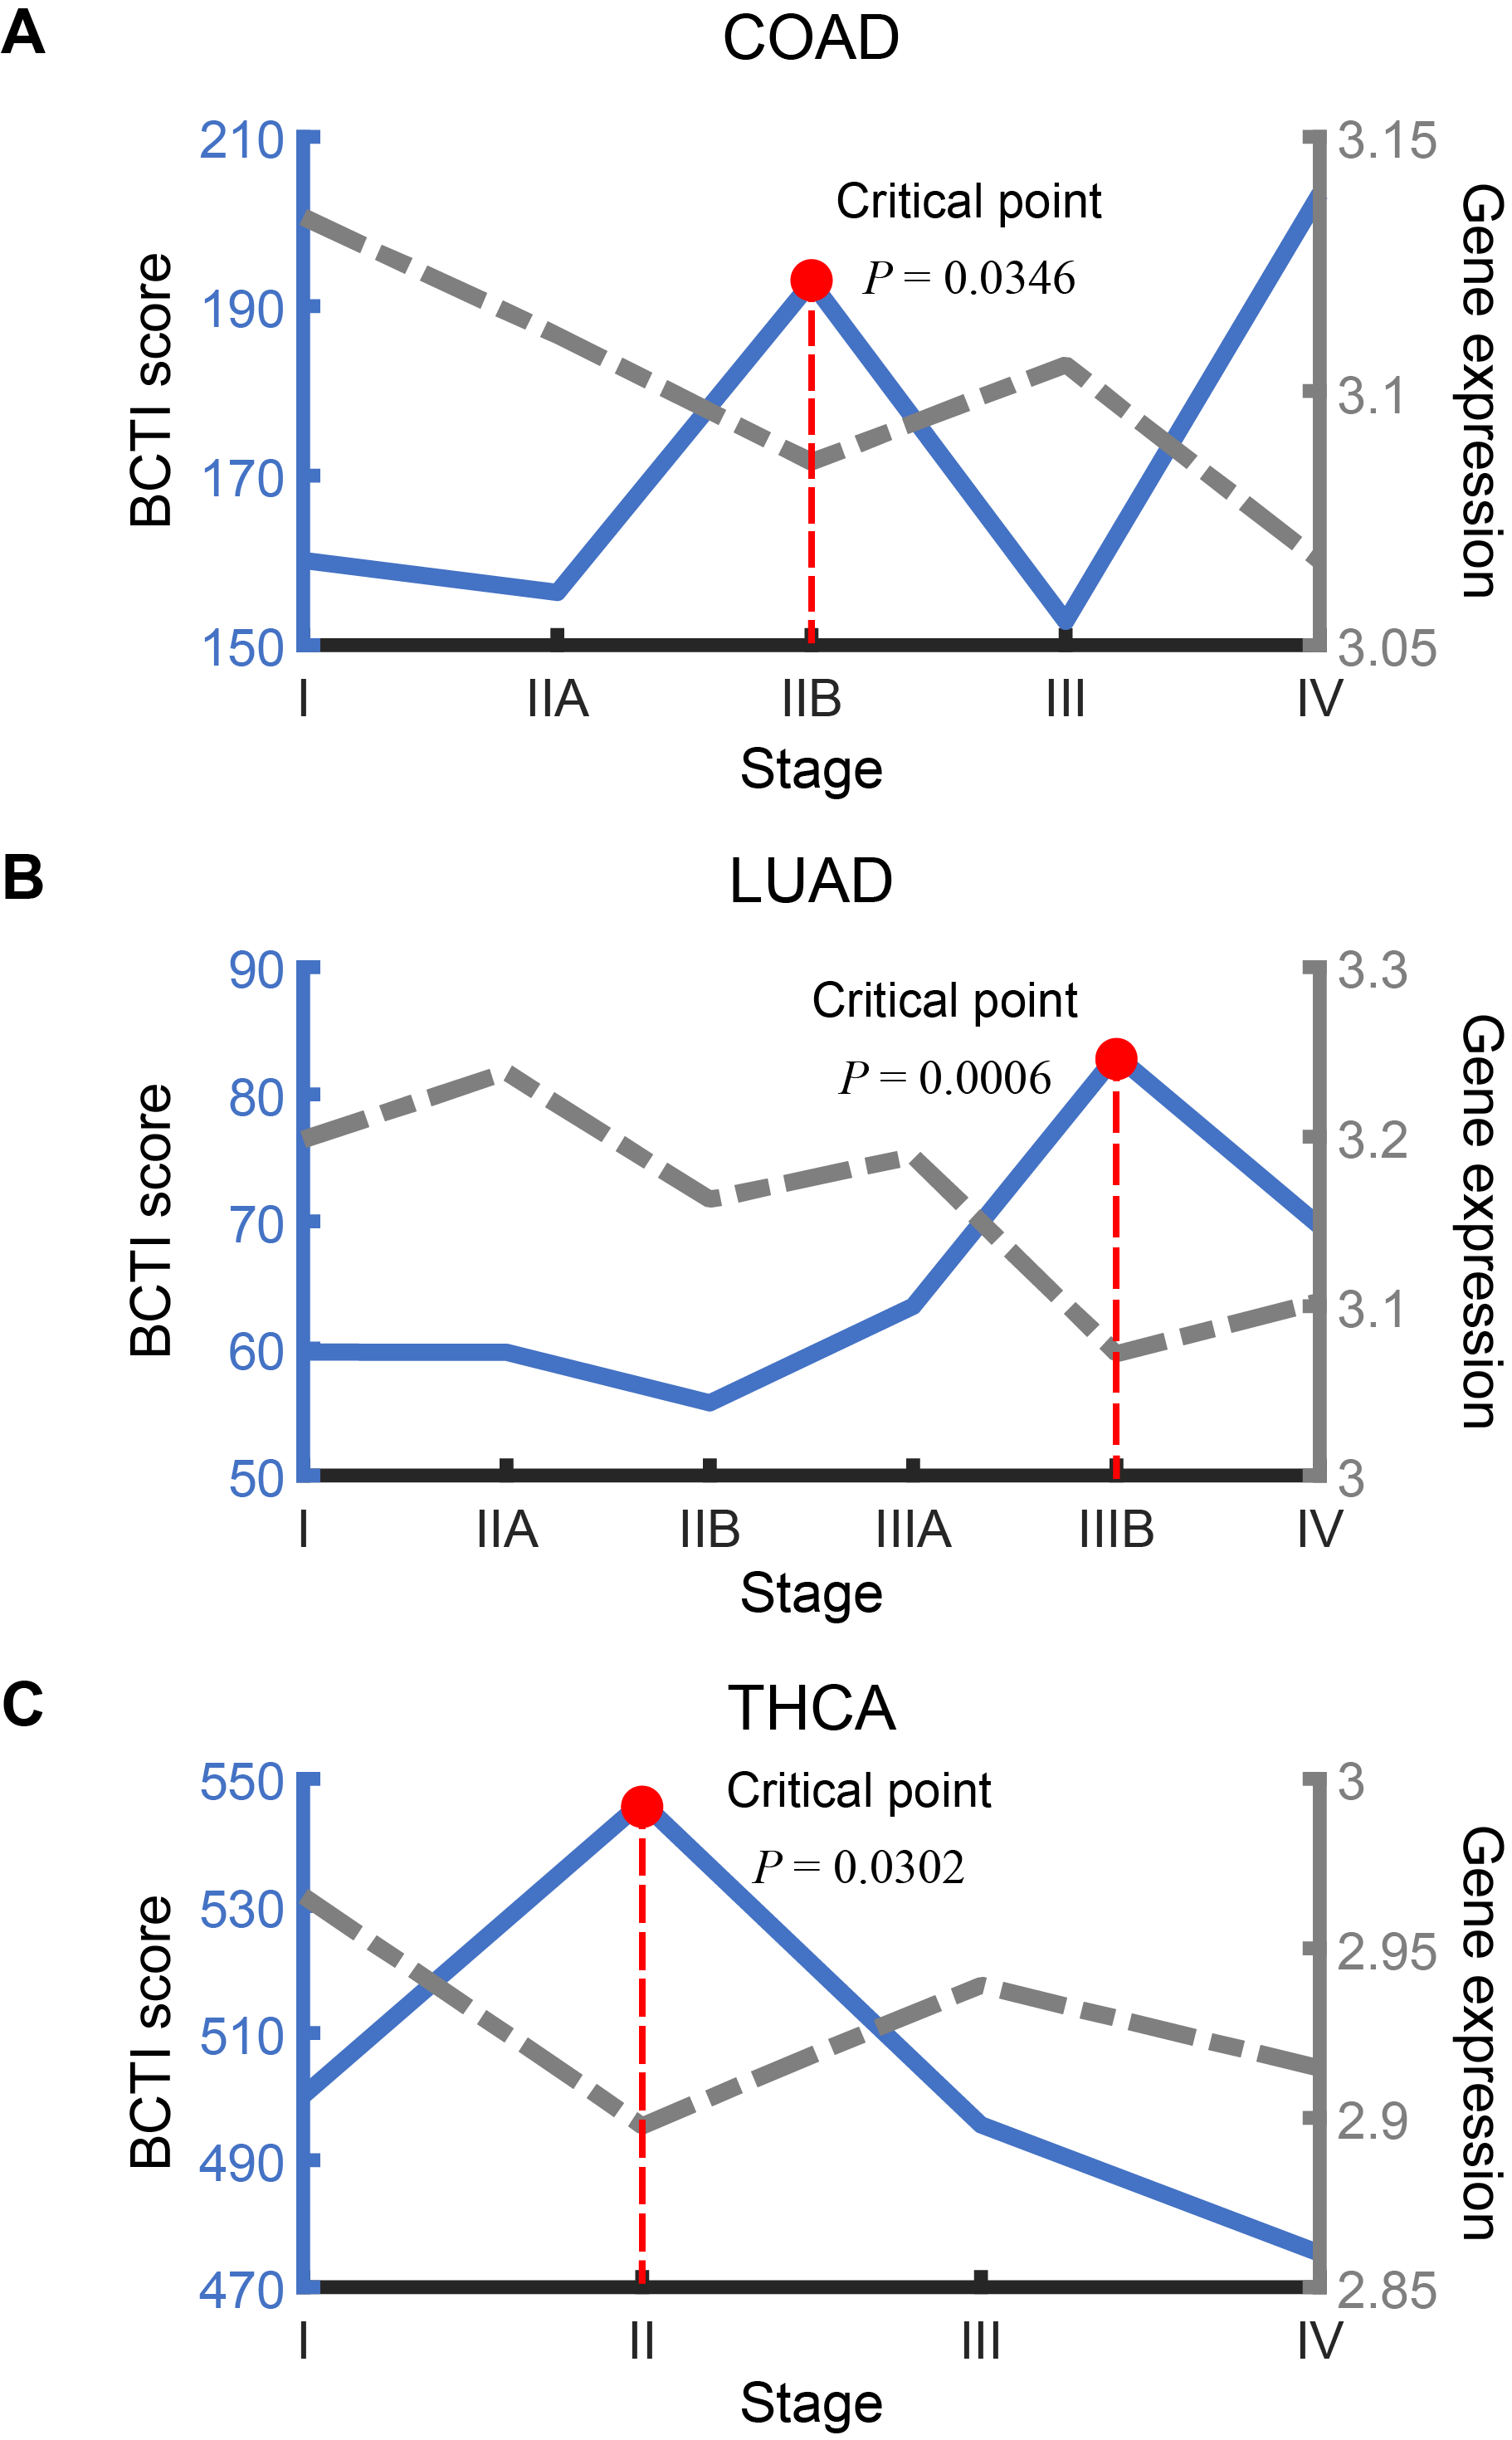 A
COAD
210
190
170
150
BCTI score
Critical point
P = 0.0346
3.15
3.1
3.05
Gene expression
I IIA IIB III IV
Stage
B
LUAD
90
80
70
60
50
BCTI score
Critical point
P = 0.0006
3.3
3.2
3.1
3
Gene expression
I IIA IIB IIIA IIIB IV
Stage
C
THCA
550
530
510
490
470
BCTI score
Critical point
P = 0.0302
3
2.95
2.9
2.85
Gene expression
I II III IV
Stage